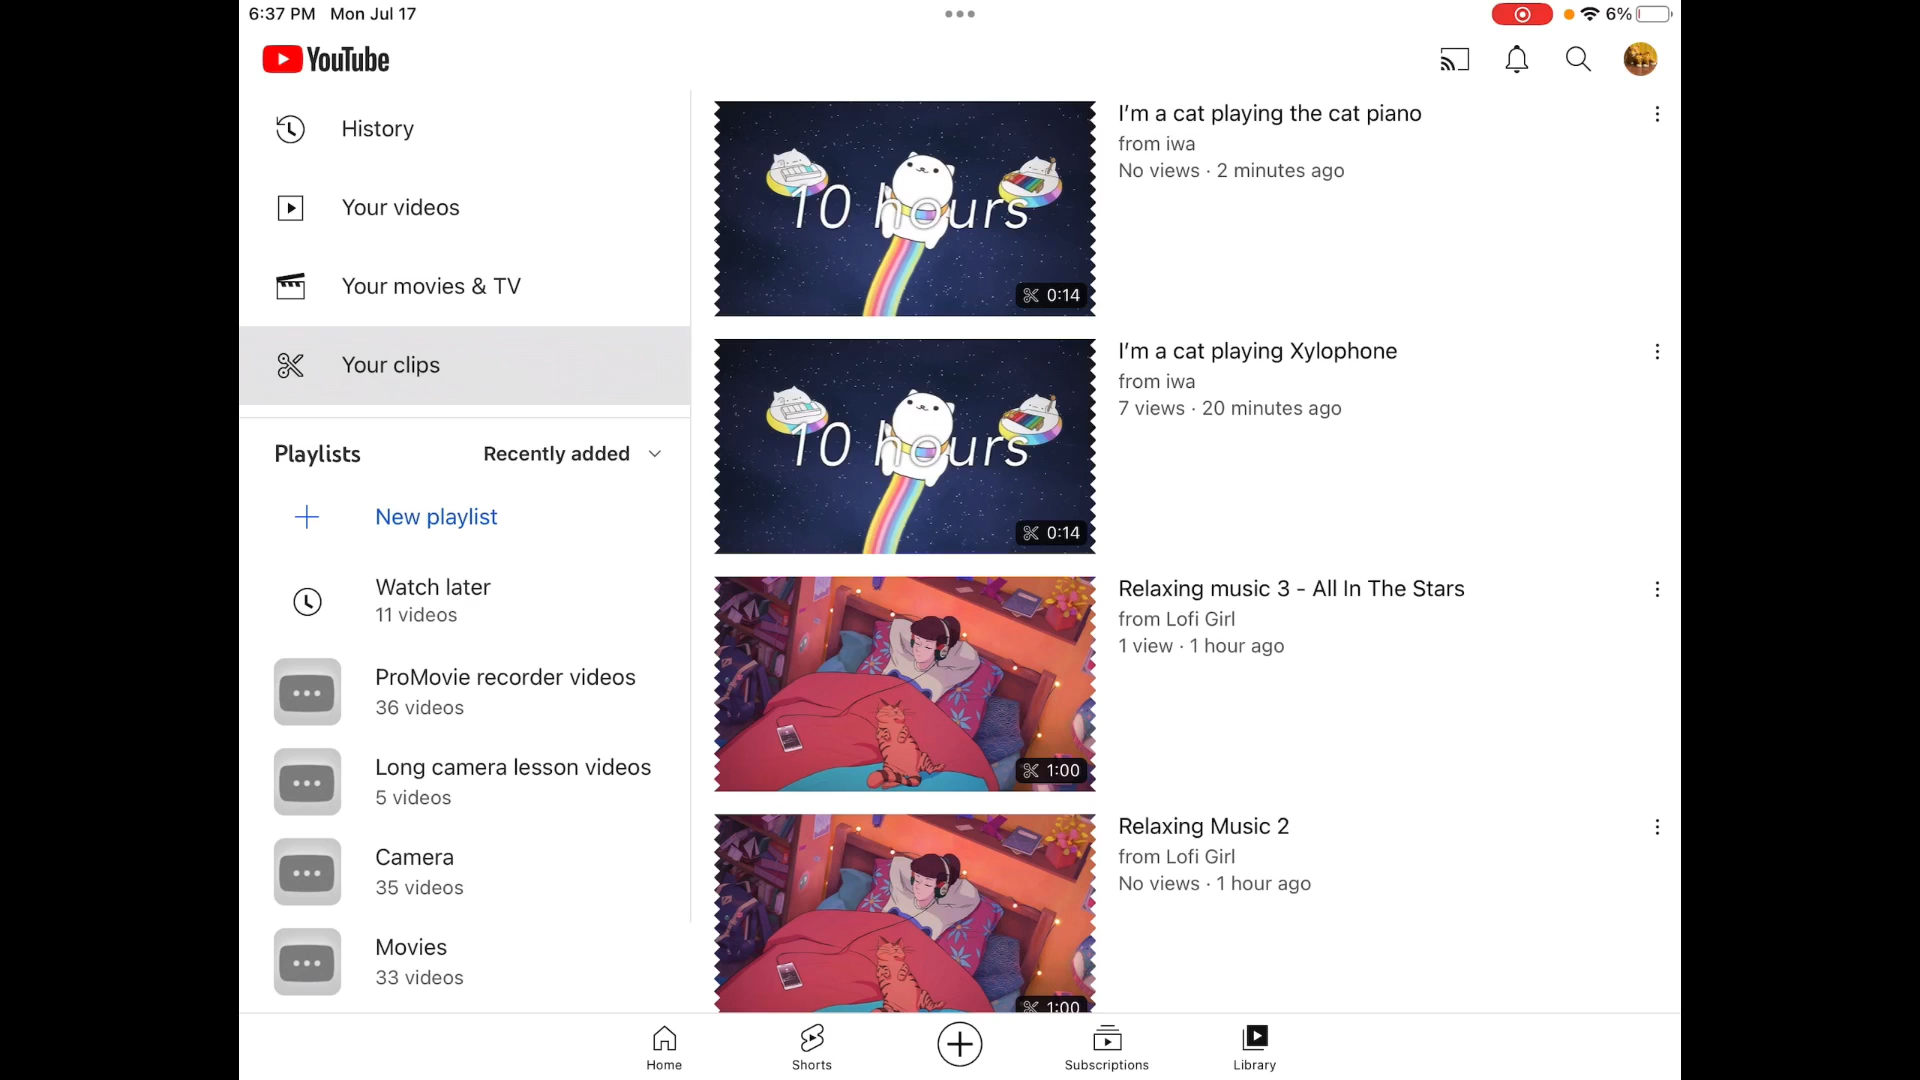 6:37 PM Mon Jul 17
6%
YouTube
History
Your videos
Your movies & TV
Your clips
Playlists
Recently added
New playlist
Watch later
11 videos
ProMovie recorder videos
36 videos
Long camera lesson videos
5 videos
Camera
35 videos
Movies
33 videos
10 hours
0:14
I'm a cat playing the cat piano
from iwa
No views · 2 minutes ago
10 hours
0:14
I'm a cat playing Xylophone
from iwa
7 views · 20 minutes ago
1:00
Relaxing music 3 - All In The Stars
from Lofi Girl
1 view · 1 hour ago
1:00
Relaxing Music 2
from Lofi Girl
No views · 1 hour ago
Home
Shorts
Subscriptions
Library